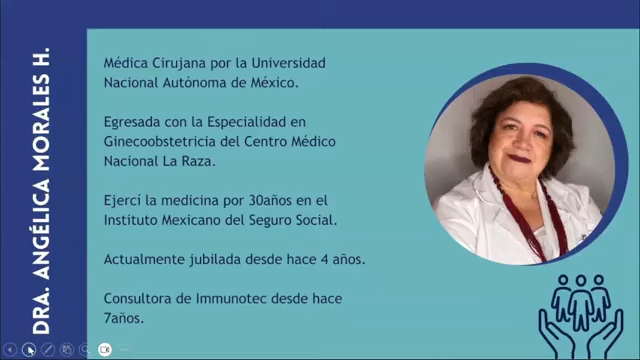 DRA. ANGÉLICA MORALES H.
Médica Cirujana por la Universidad
Nacional Autónoma de México.
Egresada con la Especialidad en
Ginecoobstetricia del Centro Médico
Nacional La Raza.
Ejercí la medicina por 30años en el
Instituto Mexicano del Seguro Social.
Actualmente jubilada desde hace 4 años.
Consultora de Immunotec desde hace
7años.